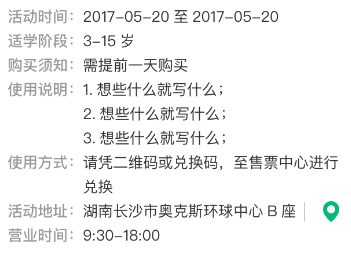 活动时间：2017-05-20 至 2017-05-20
适学阶段：3-15 岁
购买须知：需提前一天购买
使用说明：1. 想些什么就写什么；
2. 想些什么就写什么；
3. 想些什么就写什么；
使用方式：请凭二维码或兑换码，至售票中心进行
兑换
活动地址：湖南长沙市奥克斯环球中心 B 座
营业时间：9:30-18:00